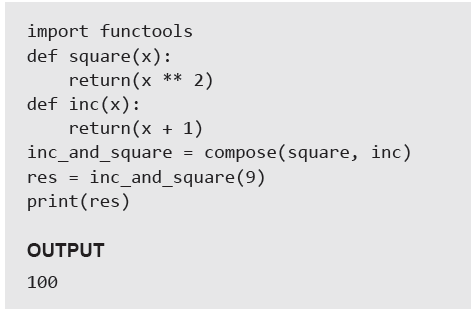 import functools
def square(x):
    return(x ** 2)
def inc(x):
    return(x + 1)
inc_and_square = compose(square, inc)
res = inc_and_square(9)
print(res)
OUTPUT
100